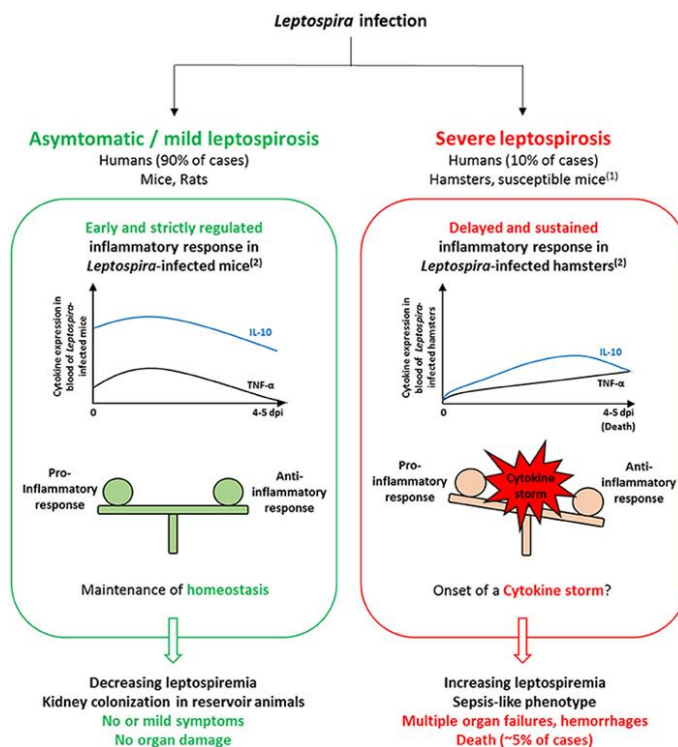 Leptospira infection
Asymtomatic / mild leptospirosis
Humans (90% of cases)
Mice, Rats
Early and strictly regulated
inflammatory response in
Leptospira-infected mice(2)
Cytokine expression in
blood of Leptospira-
infected mice
IL-10
TNF-α
0
4-5 dpi
Pro-
Inflammatory
response
Anti-
inflammatory
response
Maintenance of homeostasis
Decreasing leptospiremia
Kidney colonization in reservoir animals
No or mild symptoms
No organ damage
Severe leptospirosis
Humans (10% of cases)
Hamsters, susceptible mice(1)
Delayed and sustained
inflammatory response in
Leptospira-infected hamsters(2)
Cytokine expression in
blood of Leptospira-
infected hamsters
IL-10
TNF-α
0
4-5 dpi
(Death)
Pro-
Inflammatory
response
Cytokine
storm
Anti-
inflammatory
response
Onset of a Cytokine storm?
Increasing leptospiremia
Sepsis-like phenotype
Multiple organ failures, hemorrhages
Death (~5% of cases)